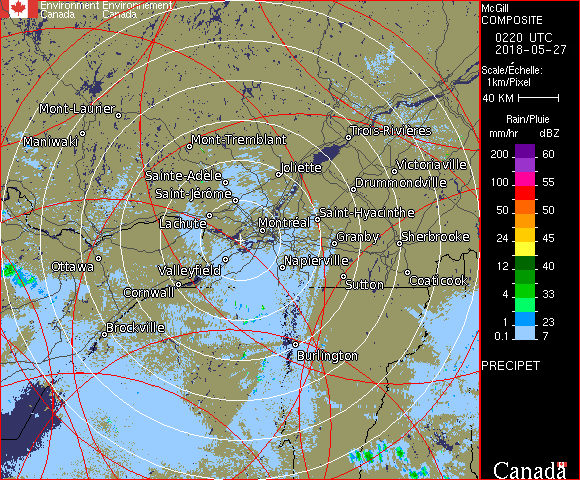 Environment Environnement
Canada Canada
McGill
COMPOSITE
0220 UTC
2018-05-27
Scale/Échelle:
1km/Pixel
40 KM
Rain/Pluie
mm/hr dBZ
200 60
100 55
50 50
24 45
12 40
4 33
1 23
0.1 7
PRECIPET
Canada
Mont-Laurier
Maniwaki
Mont-Tremblant
Trois-Rivières
Joliette
Victoriaville
Sainte-Adèle
Drummondville
Saint-Jérôme
Saint-Hyacinthe
Lachute
Montréal
Granby
Sherbrooke
Ottawa
Valleyfield
Napierville
Cornwall
Sutton
Coaticook
Brockville
Burlington